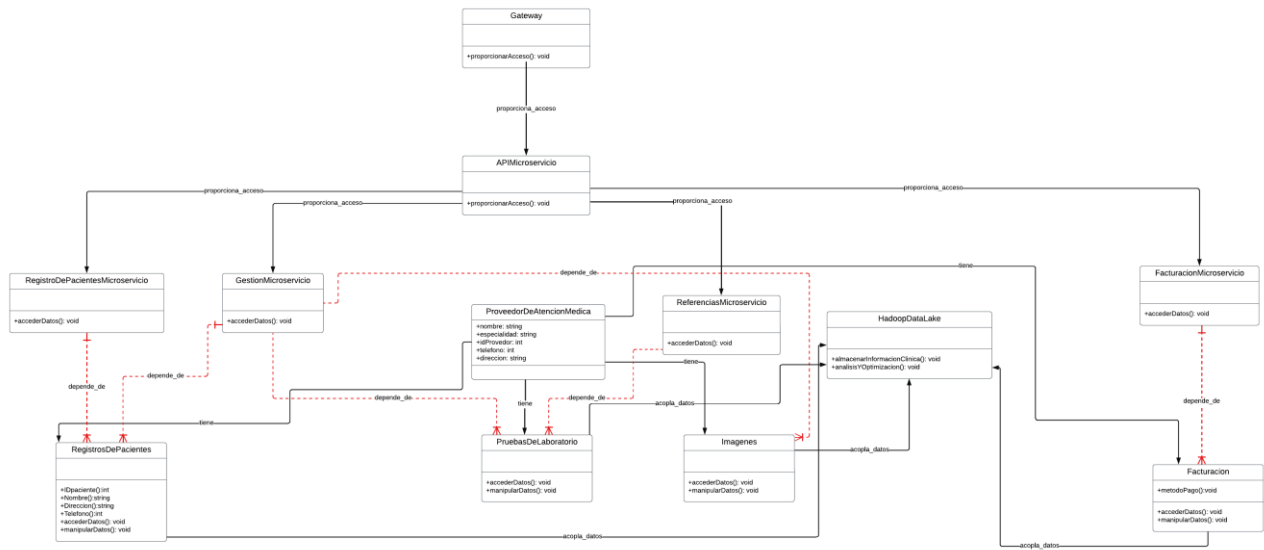 Gateway
+proporcionarAcceso(): void
proporciona_acceso
APIMicroservicio
+proporcionarAcceso(): void
proporciona_acceso
proporciona_acceso
proporciona_acceso
proporciona_acceso
RegistroDePacientesMicroservicio
+accederDatos(): void
GestionMicroservicio
+accederDatos(): void
depende_de
tiene
FacturacionMicroservicio
+accederDatos(): void
ReferenciasMicroservicio
+accederDatos(): void
ProveedorDeAtencionMedica
+nombre: string
+especialidad: string
+idProvedor: int
+telefono: int
+direccion: string
HadoopDataLake
+almacenarInformacionClinica(): void
+analisisYOptimizacion(): void
tiene
depende_de
depende_de
depende_de
tiene
depende_de
acopla_datos
depende_de
tiene
RegistrosDePacientes
+IDpaciente():int
+Nombre():string
+Direccion():string
+Telefono():int
+accederDatos(): void
+manipularDatos(): void
PruebasDeLaboratorio
+accederDatos(): void
+manipularDatos(): void
Imagenes
+accederDatos(): void
+manipularDatos(): void
acopla_datos
Facturacion
+metodoPago():void
+accederDatos(): void
+manipularDatos(): void
acopla_datos
acopla_datos